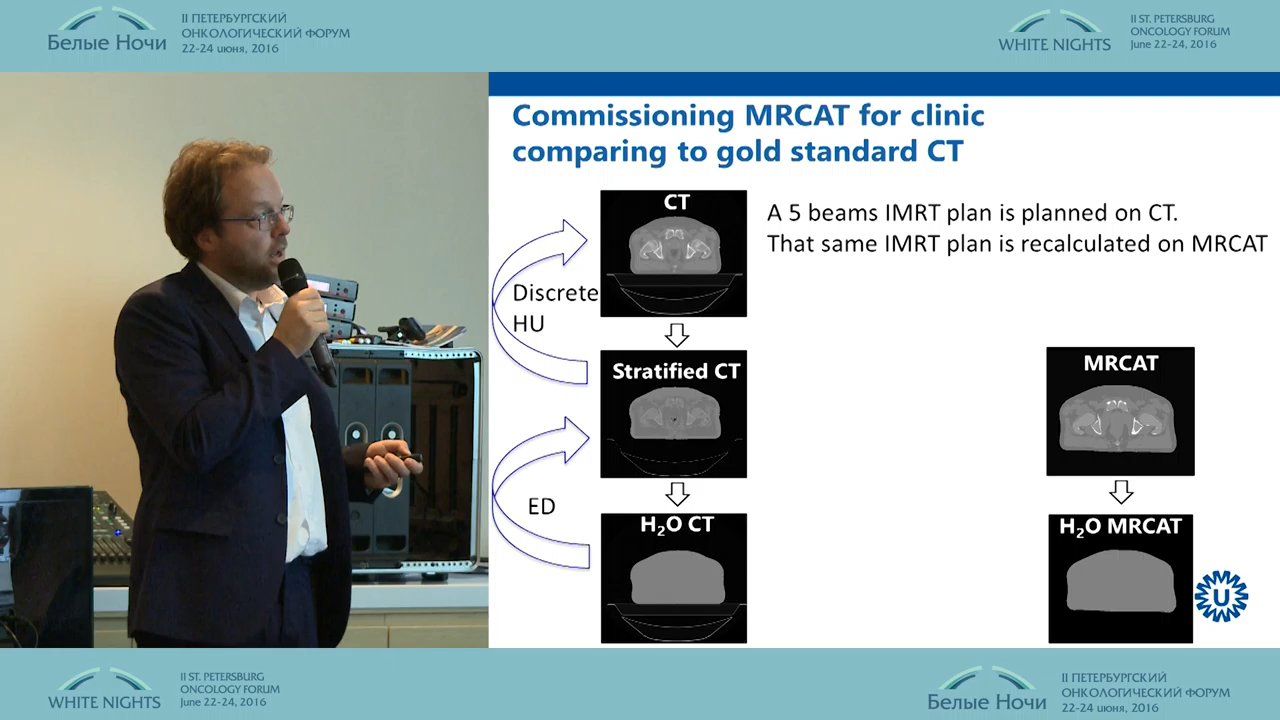 Белые Ночи
II ПЕТЕРБУРГСКИЙ
ОНКОЛОГИЧЕСКИЙ ФОРУМ
22-24 июня, 2016
WHITE NIGHTS
II ST. PETERSBURG
ONCOLOGY FORUM
June 22-24, 2016
Commissioning MRCAT for clinic
comparing to gold standard CT
CT
A 5 beams IMRT plan is planned on CT.
That same IMRT plan is recalculated on MRCAT
Discrete
HU
Stratified CT
MRCAT
ED
H₂O CT
H₂O MRCAT
U
WHITE NIGHTS
II ST. PETERSBURG
ONCOLOGY FORUM
June 22-24, 2016
Белые Ночи
II ПЕТЕРБУРГСКИЙ
ОНКОЛОГИЧЕСКИЙ ФОРУМ
22-24 июня, 2016